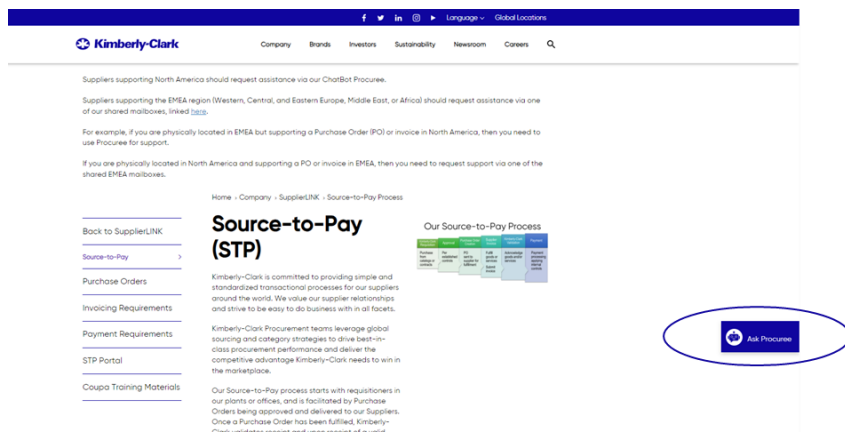 Language Global Locations
Kimberly-Clark
Company Brands Investors Sustainability Newsroom Careers
Suppliers supporting North America should request assistance via our ChatBot Procuree.
Suppliers supporting the EMEA region (Western, Central, and Eastern Europe, Middle East, or Africa) should request assistance via one
of our shared mailboxes, linked here.
For example, if you are physically located in EMEA but supporting a Purchase Order (PO) or invoice in North America, then you need to
use Procuree for support.
If you are physically located in North America and supporting a PO or invoice in EMEA, then you need to request support via one of the
shared EMEA mailboxes.
Home › Company › SupplierLINK › Source-to-Pay Process
Back to SupplierLINK
Source-to-Pay >
Purchase Orders
Invoicing Requirements
Payment Requirements
STP Portal
Coupa Training Materials
Source-to-Pay
(STP)
Kimberly-Clark is committed to providing simple and
standardized transactional processes for our suppliers
around the world. We value our supplier relationships
and strive to be easy to do business with in all facets.
Kimberly-Clark Procurement teams leverage global
sourcing and category strategies to drive best-in-
class procurement performance and deliver the
competitive advantage Kimberly-Clark needs to win in
the marketplace.
Our Source-to-Pay process starts with requisitioners in
our plants or offices, and is facilitated by Purchase
Orders being approved and delivered to our Suppliers.
Once a Purchase Order has been fulfilled, Kimberly-
Clark validates receipt and upon receipt of a valid
Our Source-to-Pay Process
Ask Procuree